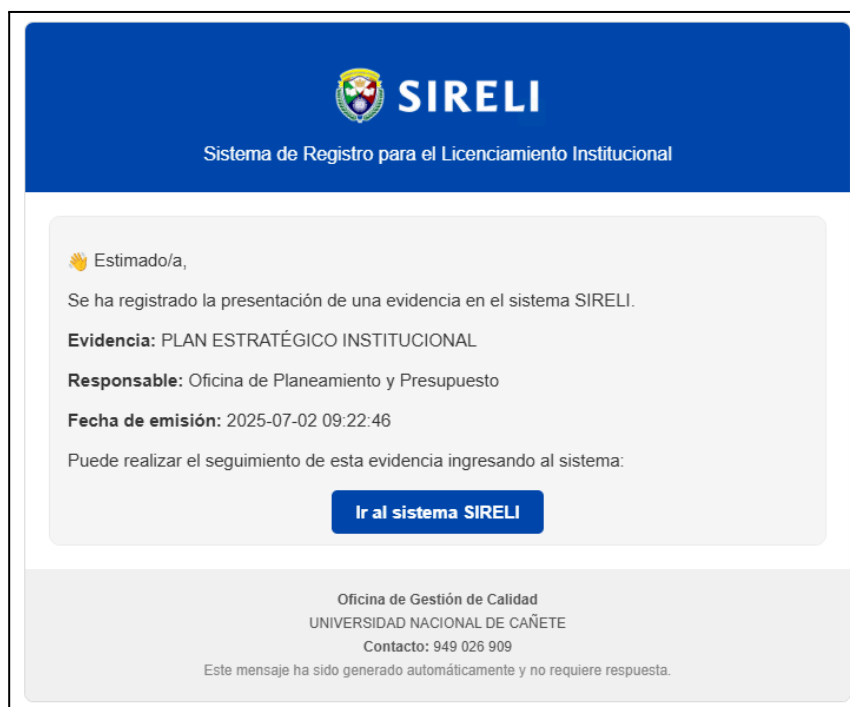 SIRELI
Sistema de Registro para el Licenciamiento Institucional
👋 Estimado/a,
Se ha registrado la presentación de una evidencia en el sistema SIRELI.
Evidencia: PLAN ESTRATÉGICO INSTITUCIONAL
Responsable: Oficina de Planeamiento y Presupuesto
Fecha de emisión: 2025-07-02 09:22:46
Puede realizar el seguimiento de esta evidencia ingresando al sistema:
Ir al sistema SIRELI
Oficina de Gestión de Calidad
UNIVERSIDAD NACIONAL DE CAÑETE
Contacto: 949 026 909
Este mensaje ha sido generado automáticamente y no requiere respuesta.